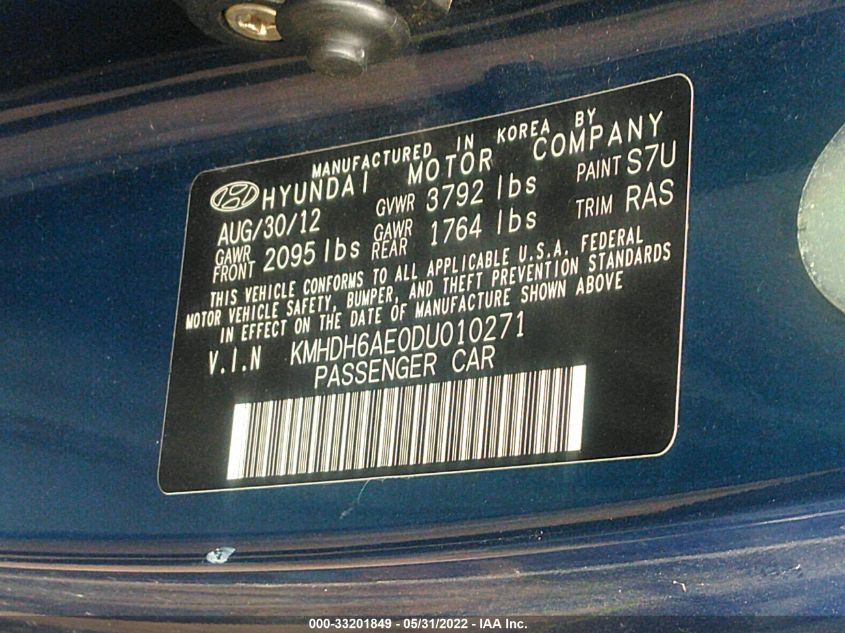 MANUFACTURED IN KOREA BY
HYUNDAI MOTOR COMPANY
AUG/30/12 GVWR 3792 lbs PAINT S7U
GAWR FRONT 2095 lbs GAWR REAR 1764 lbs TRIM RAS
THIS VEHICLE CONFORMS TO ALL APPLICABLE U.S.A. FEDERAL
MOTOR VEHICLE SAFETY, BUMPER, AND THEFT PREVENTION STANDARDS
IN EFFECT ON THE DATE OF MANUFACTURE SHOWN ABOVE
V.I.N KMHDH6AE0DU010271
PASSENGER CAR
000-33201849 - 05/31/2022 - IAA Inc.